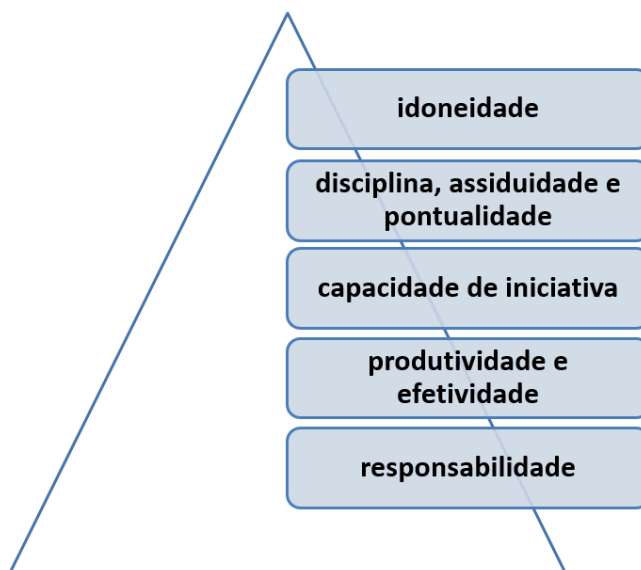 idoneidade
disciplina, assiduidade e
pontualidade
capacidade de iniciativa
produtividade e
efetividade
responsabilidade